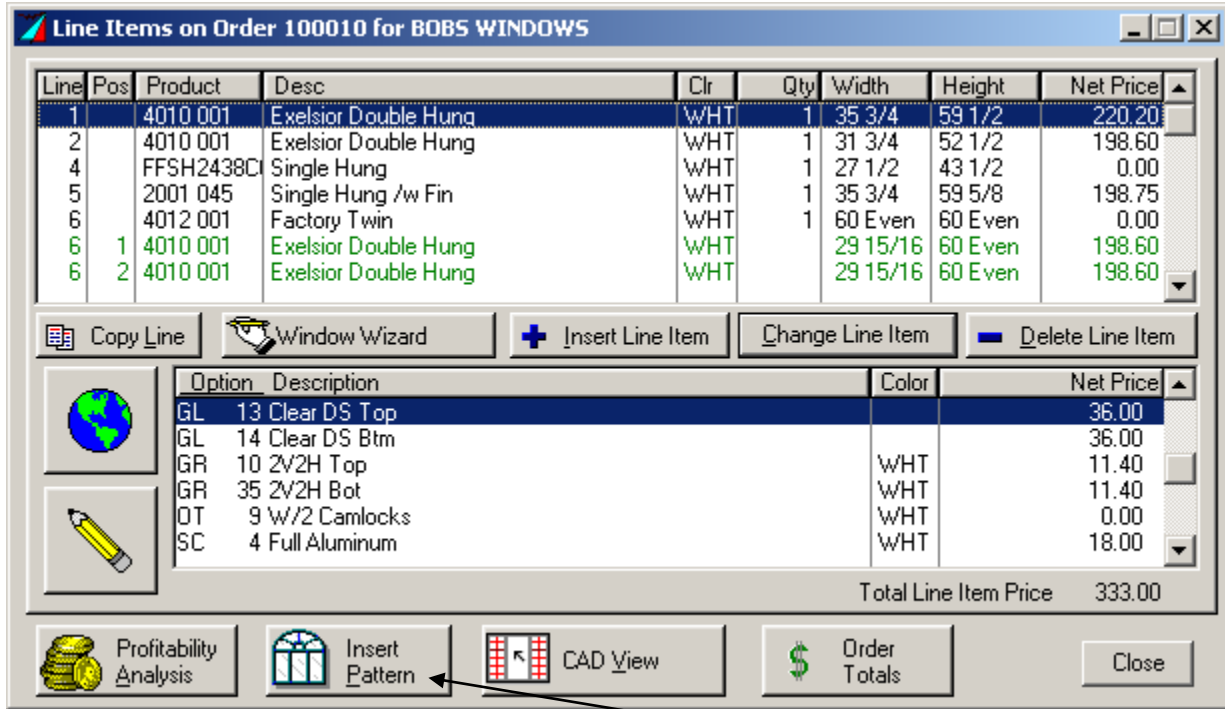 Line Items on Order 100010 for BOBS WINDOWS
Line Pos Product Desc Clr Qty Width Height Net Price
1 4010 001 Exelsior Double Hung WHT 1 35 3/4 59 1/2 220.20
2 4010 001 Exelsior Double Hung WHT 1 31 3/4 52 1/2 198.60
4 FFSH2438C Single Hung WHT 1 27 1/2 43 1/2 0.00
5 2001 045 Single Hung /w Fin WHT 1 35 3/4 59 5/8 198.75
6 4012 001 Factory Twin WHT 1 60 Even 60 Even 0.00
6 1 4010 001 Exelsior Double Hung WHT 29 15/16 60 Even 198.60
6 2 4010 001 Exelsior Double Hung WHT 29 15/16 60 Even 198.60
Copy Line Window Wizard Insert Line Item Change Line Item Delete Line Item
Option Description Color Net Price
GL 13 Clear DS Top 36.00
GL 14 Clear DS Btm 36.00
GR 10 2V2H Top WHT 11.40
GR 35 2V2H Bot WHT 11.40
OT 9 W/2 Camlocks WHT 0.00
SC 4 Full Aluminum WHT 18.00
Total Line Item Price 333.00
Profitability Analysis
Insert Pattern
CAD View
Order Totals
Close